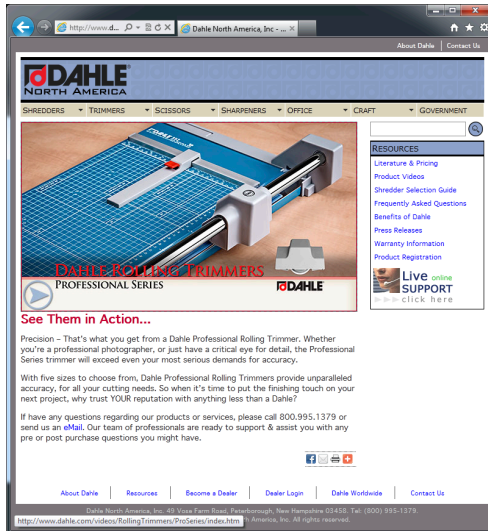 http://www.d...
Dahle North America, Inc - ...
About Dahle | Contact Us
DAHLE®
NORTH AMERICA
SHREDDERS TRIMMERS SCISSORS SHARPENERS OFFICE CRAFT GOVERNMENT
DAHLE ROLLING TRIMMERS
PROFESSIONAL SERIES
DAHLE
RESOURCES
Literature & Pricing
Product Videos
Shredder Selection Guide
Frequently Asked Questions
Benefits of Dahle
Press Releases
Warranty Information
Product Registration
Live online
SUPPORT
click here
See Them in Action...
Precision – That's what you get from a Dahle Professional Rolling Trimmer. Whether
you're a professional photographer, or just have a critical eye for detail, the Professional
Series trimmer will exceed even your most serious demands for accuracy.
With five sizes to choose from, Dahle Professional Rolling Trimmers provide unparalleled
accuracy, for all your cutting needs. So when it's time to put the finishing touch on your
next project, why trust YOUR reputation with anything less than a Dahle?
If have any questions regarding our products or services, please call 800.995.1379 or
send us an eMail. Our team of professionals are ready to support & assist you with any
pre or post purchase questions you might have.
About Dahle | Resources | Become a Dealer | Dealer Login | Dahle Worldwide | Contact Us
Dahle North America, Inc. 49 Vose Farm Road, Peterborough, New Hampshire 03458. Tel: (800) 995-1379.
http://www.dahle.com/videos/RollingTrimmers/ProSeries/index.htm
America, Inc. All rights reserved.